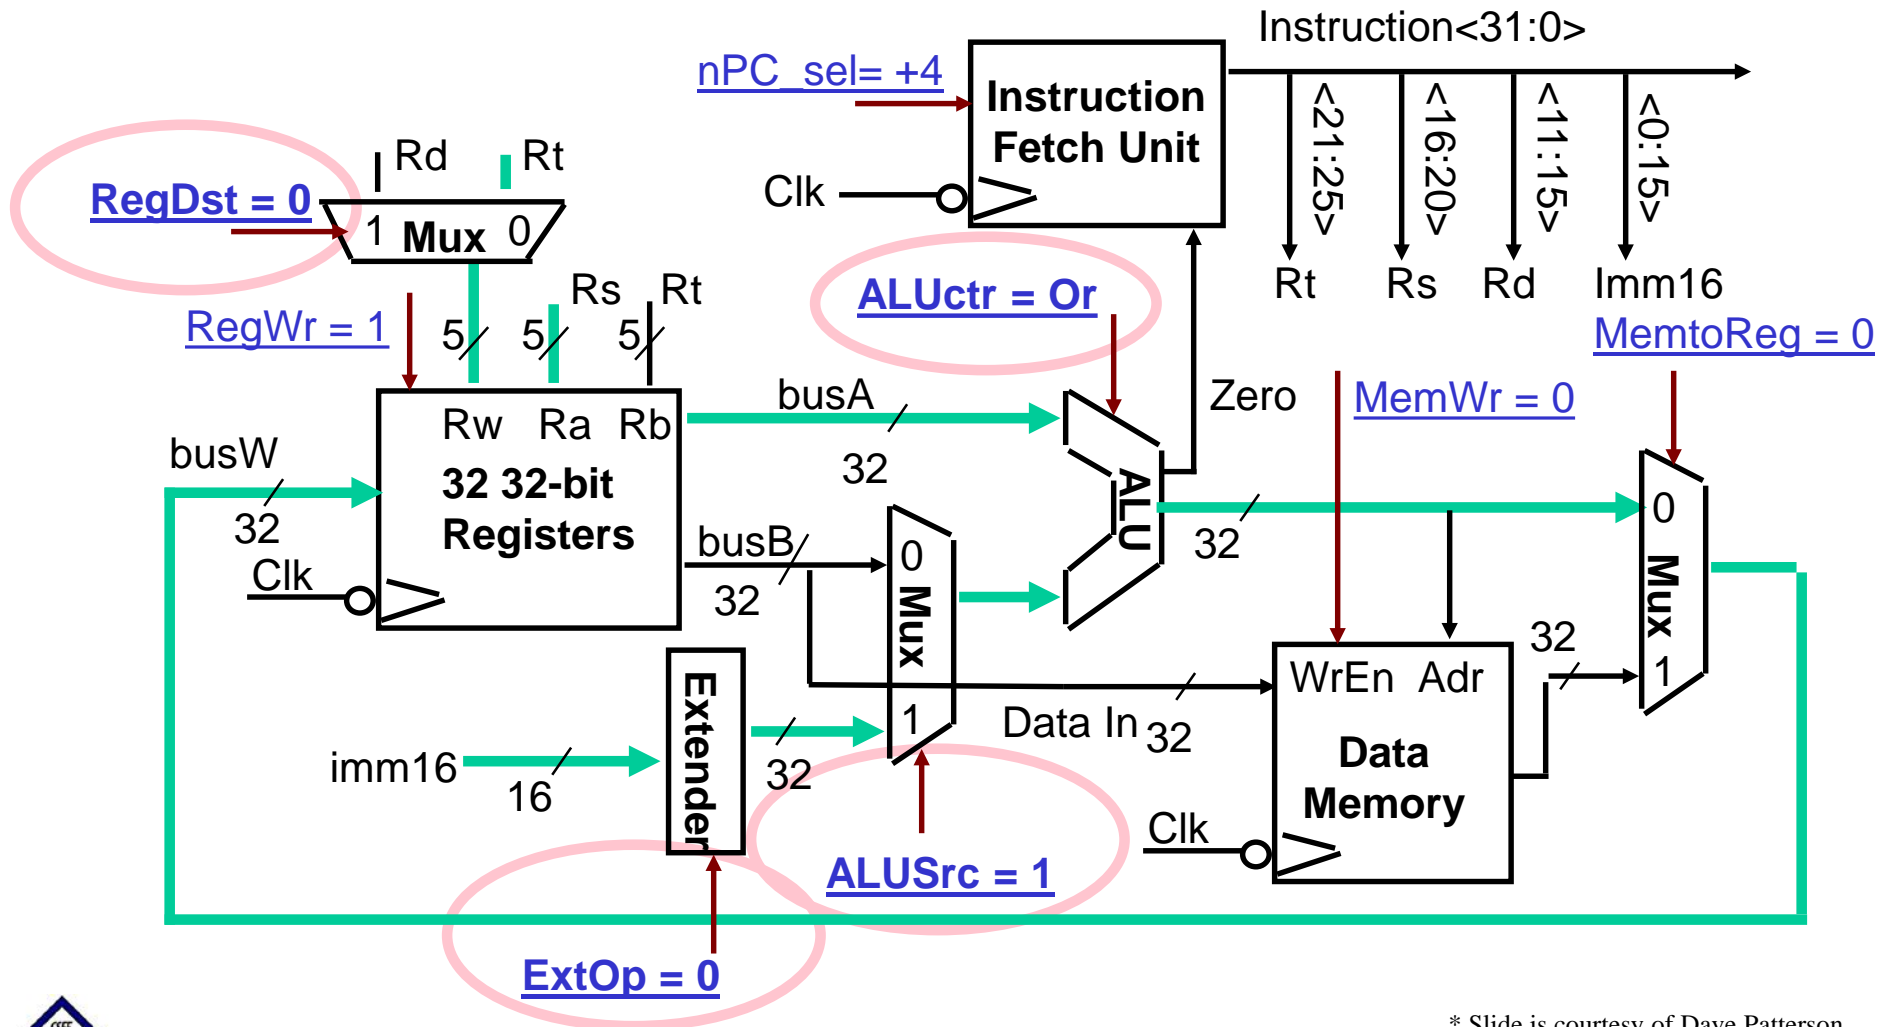 Instruction<31:0>
nPC_sel= +4
Instruction
Fetch Unit
Clk
<21:25>
<16:20>
<11:15>
<0:15>
Rt
Rs
Rd
Imm16
Rd
Rt
RegDst = 0
1
Mux
0
ALUctr = Or
RegWr = 1
5
5
Rs
5
Rt
MemtoReg = 0
MemWr = 0
Zero
busA
32
Rw
Ra
Rb
32 32-bit
Registers
busW
32
Clk
busB
32
0
Mux
1
ALU
32
0
Mux
1
32
WrEn
Adr
Data
Memory
Data In
32
Clk
imm16
16
Extender
32
ALUSrc = 1
ExtOp = 0
* Slide is courtesy of Dave Patterson